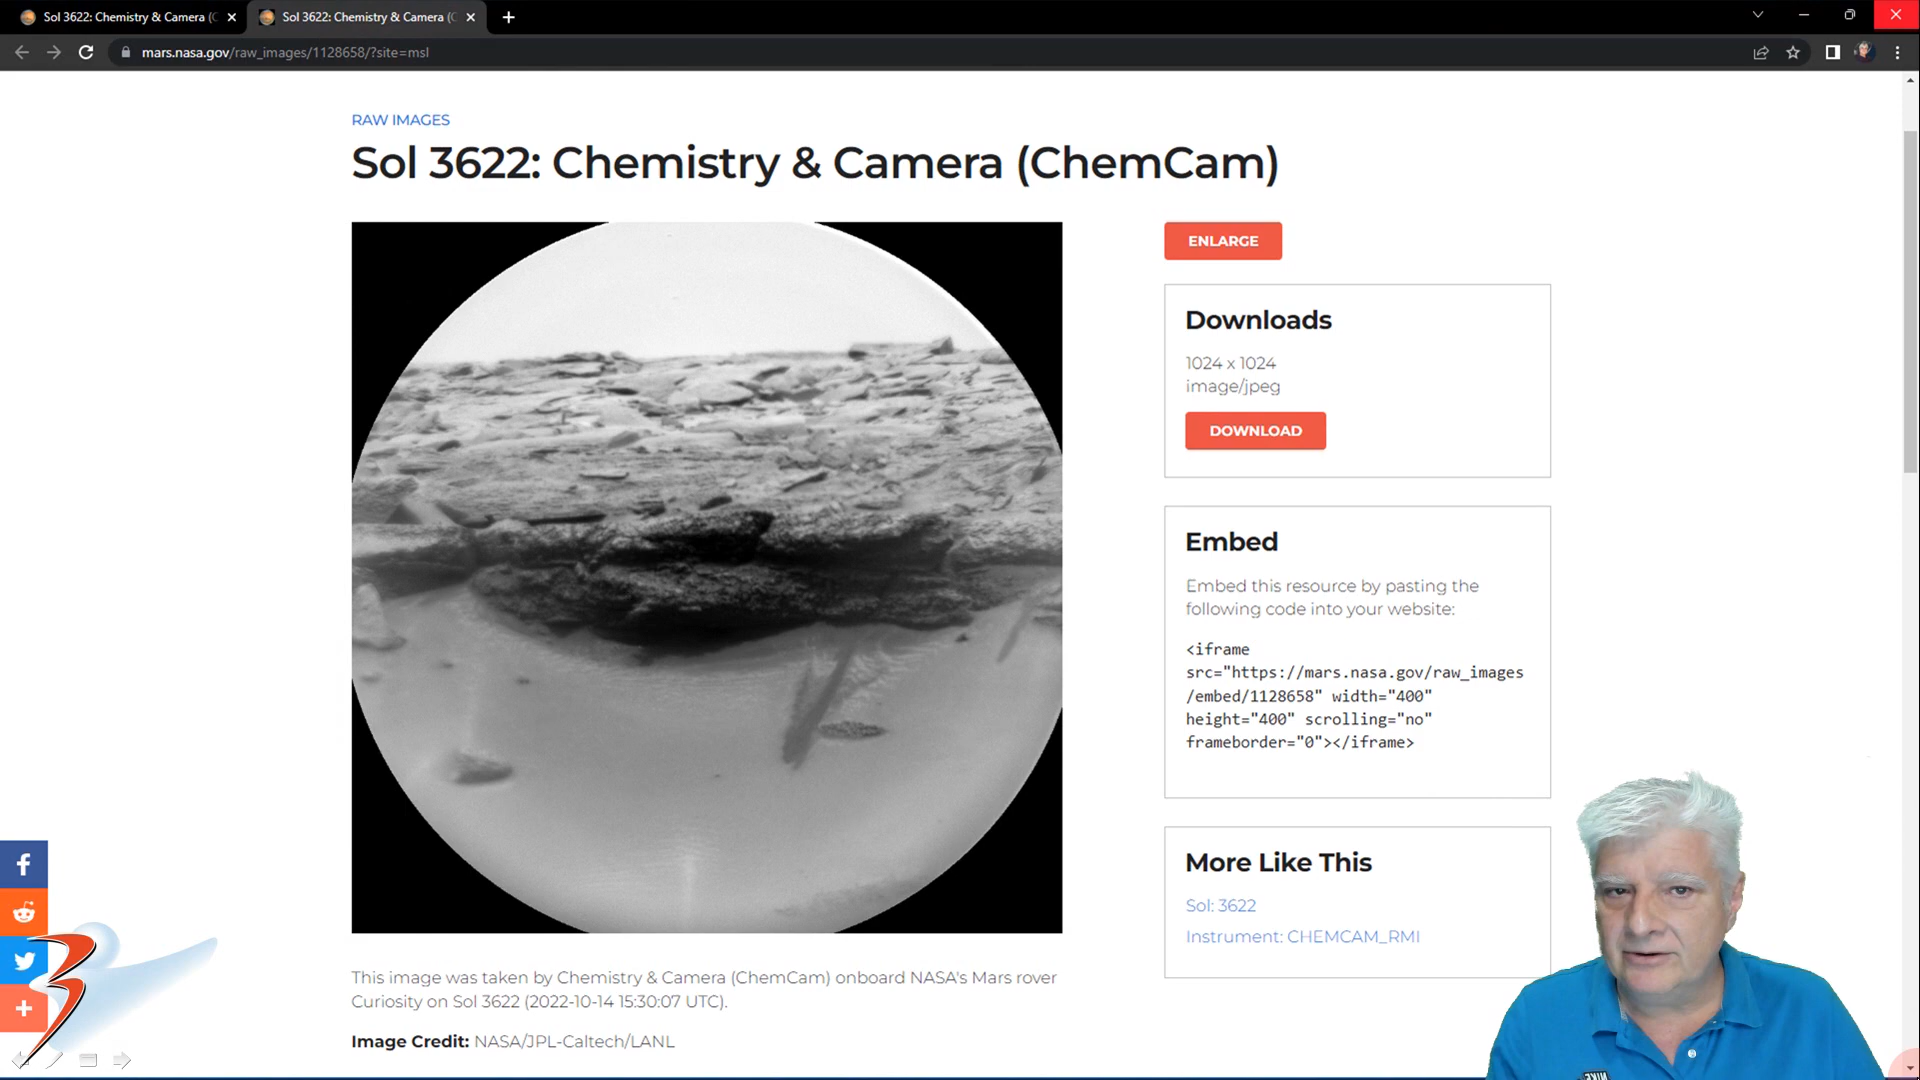 Sol 3622: Chemistry & Camera (C
Sol 3622: Chemistry & Camera (C
mars.nasa.gov/raw_images/1128658/?site=msl
RAW IMAGES
Sol 3622: Chemistry & Camera (ChemCam)
ENLARGE
Downloads
1024 x 1024
image/jpeg
DOWNLOAD
Embed
Embed this resource by pasting the
following code into your website:
<iframe
src="https://mars.nasa.gov/raw_images
/embed/1128658" width="400"
height="400" scrolling="no"
frameborder="0"></iframe>
More Like This
Sol: 3622
Instrument: CHEMCAM_RMI
This image was taken by Chemistry & Camera (ChemCam) onboard NASA's Mars rover
Curiosity on Sol 3622 (2022-10-14 15:30:07 UTC).
Image Credit: NASA/JPL-Caltech/LANL
NIKE